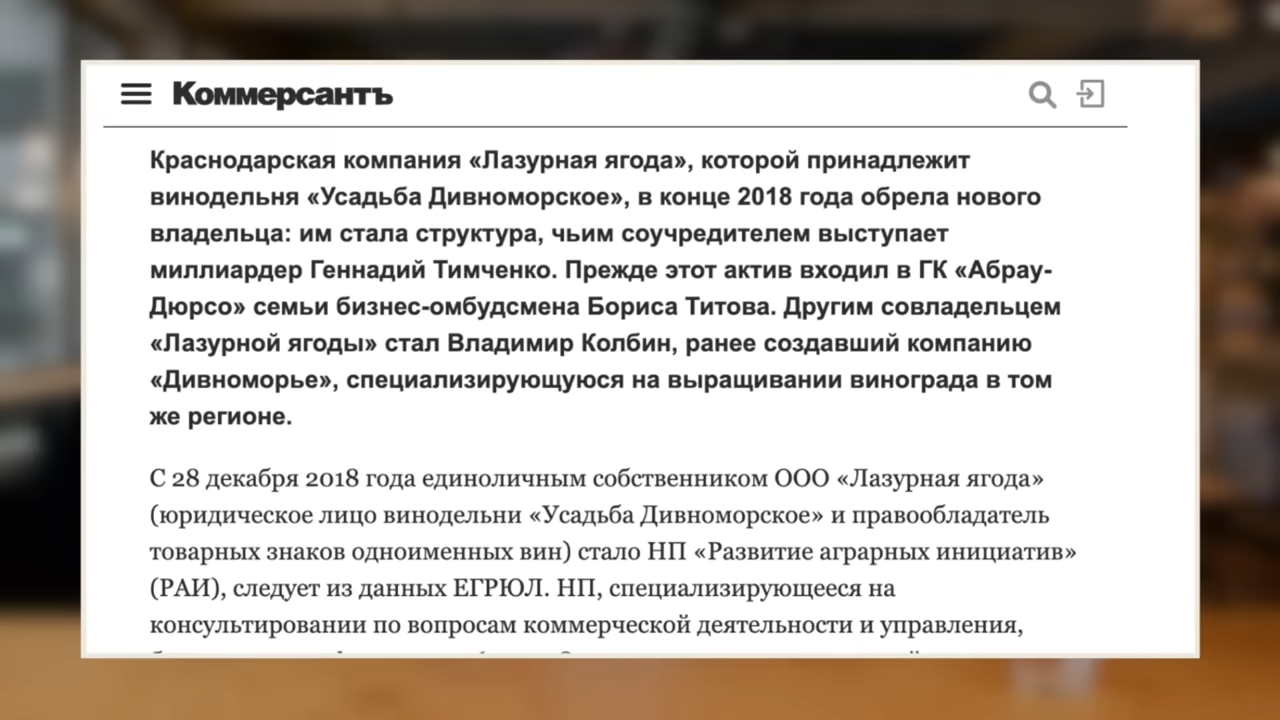 Коммерсантъ
Краснодарская компания «Лазурная ягода», которой принадлежит
винодельня «Усадьба Дивноморское», в конце 2018 года обрела нового
владельца: им стала структура, чьим соучредителем выступает
миллиардер Геннадий Тимченко. Прежде этот актив входил в ГК «Абрау-
Дюрсо» семьи бизнес-омбудсмена Бориса Титова. Другим совладельцем
«Лазурной ягоды» стал Владимир Колбин, ранее создавший компанию
«Дивноморье», специализирующуюся на выращивании винограда в том
же регионе.
С 28 декабря 2018 года единоличным собственником ООО «Лазурная ягода»
(юридическое лицо винодельни «Усадьба Дивноморское» и правообладатель
товарных знаков одноименных вин) стало НП «Развитие аграрных инициатив»
(РАИ), следует из данных ЕГРЮЛ. НП, специализирующееся на
консультировании по вопросам коммерческой деятельности и управления,